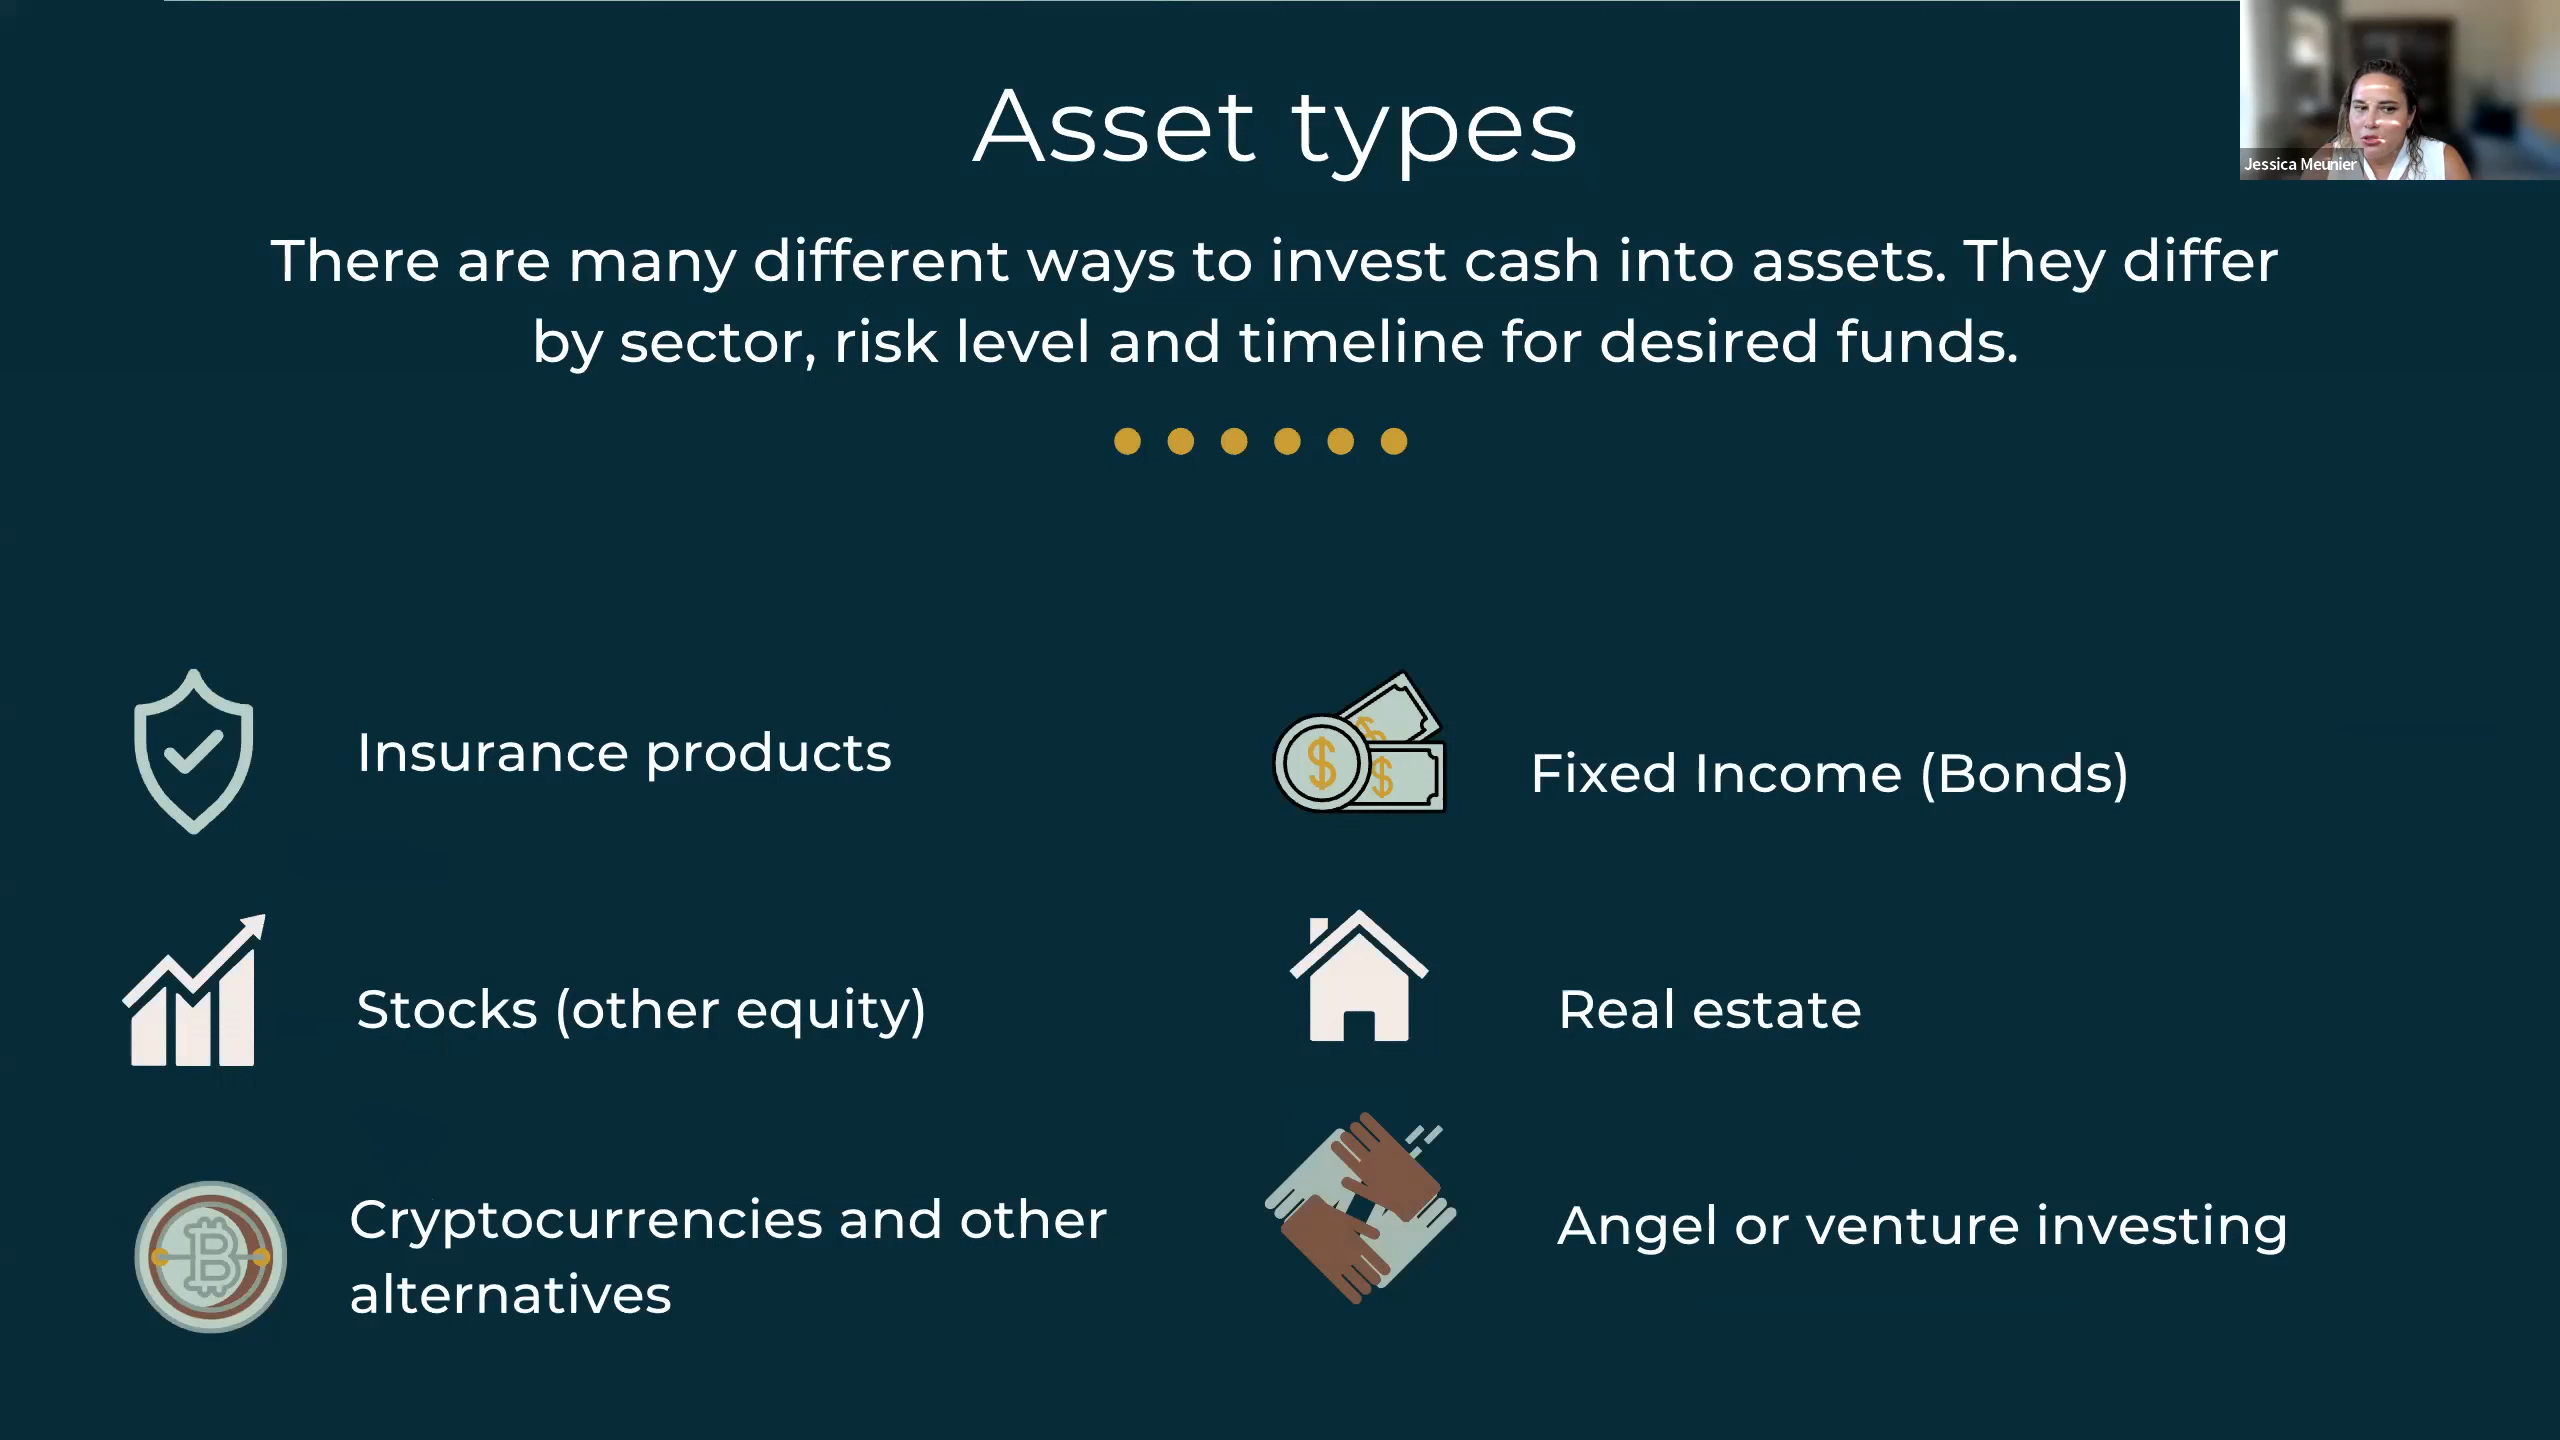 Asset types
Jessica Meunier
There are many different ways to invest cash into assets. They differ
by sector, risk level and timeline for desired funds.
Insurance products
Fixed Income (Bonds)
Stocks (other equity)
Real estate
Cryptocurrencies and other
alternatives
Angel or venture investing